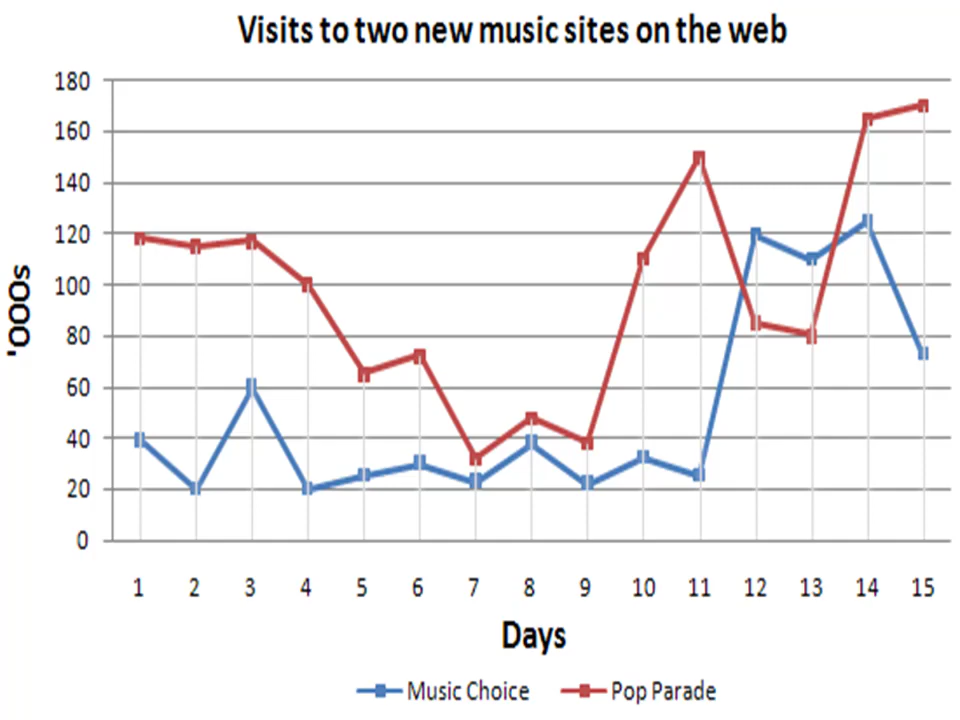 Visits to two new music sites on the web
180
160
140
120
100
80
60
40
20
0
'OOOs
1 2 3 4 5 6 7 8 9 10 11 12 13 14 15
Days
Music Choice Pop Parade